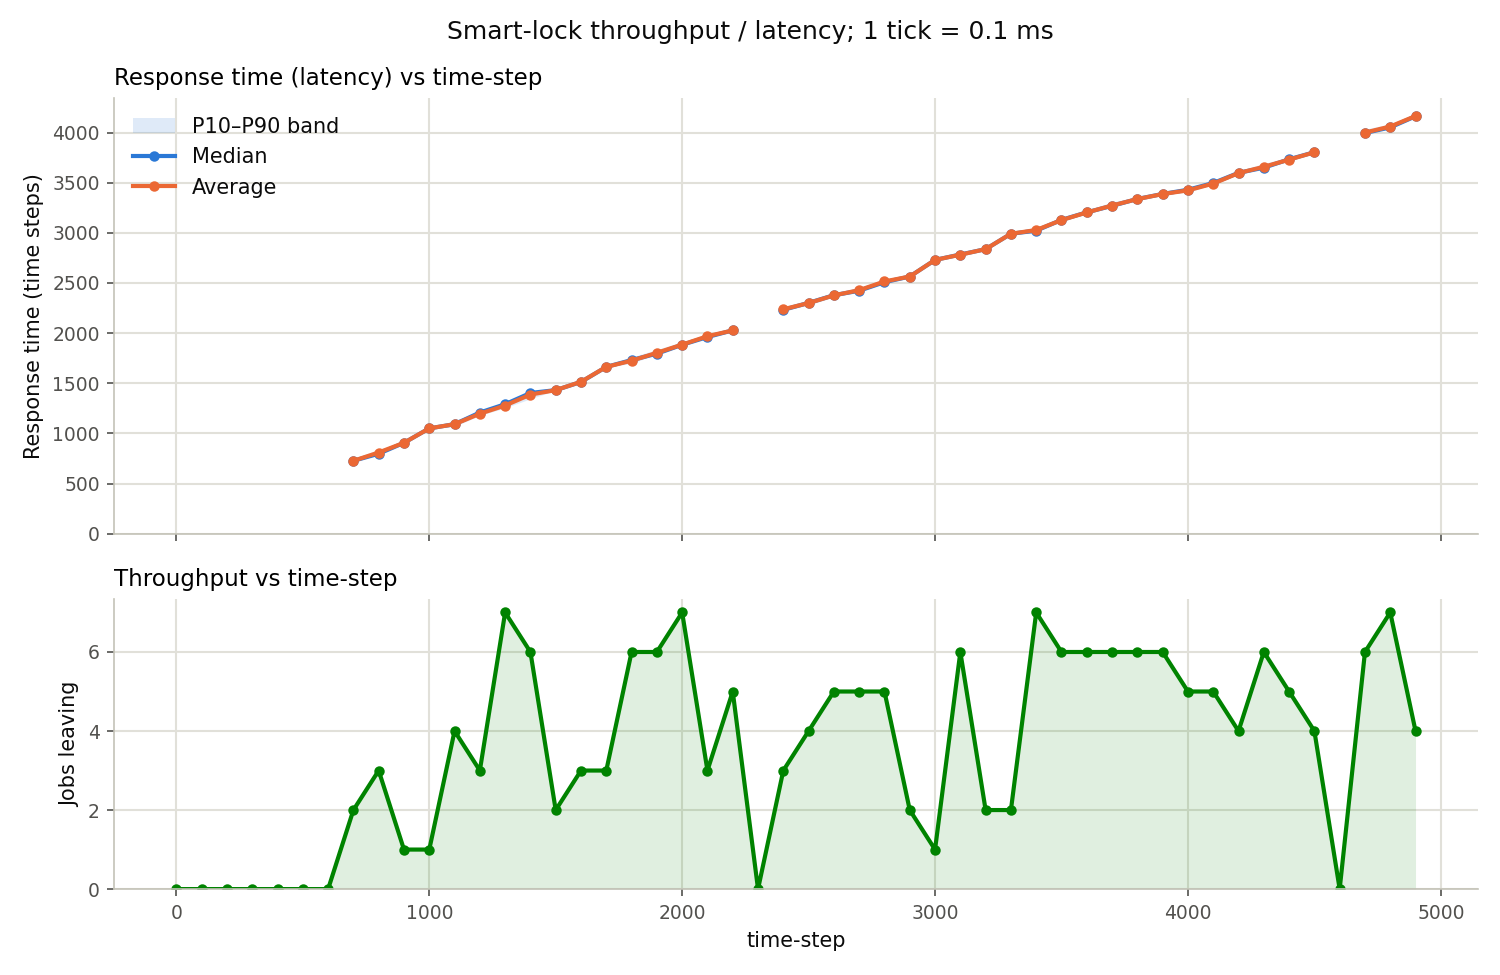 Smart-lock throughput / latency; 1 tick = 0.1 ms
Response time (latency) vs time-step
P10–P90 band
Median
Average
4000
3500
3000
2500
2000
1500
1000
500
0
Response time (time steps)
Throughput vs time-step
6
4
2
0
Jobs leaving
0 1000 2000 3000 4000 5000
time-step